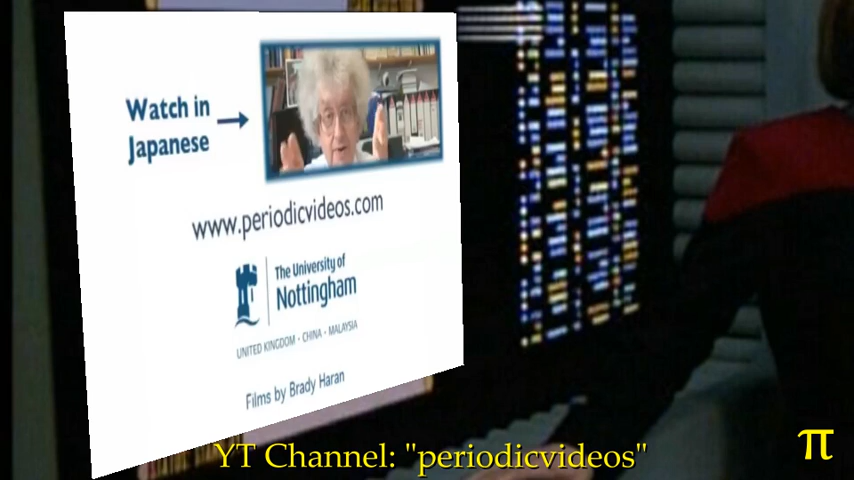 Watch in
Japanese
www.periodicvideos.com
The University of
Nottingham
UNITED KINGDOM · CHINA · MALAYSIA
Films by Brady Haran
YT Channel: "periodicvideos"
π